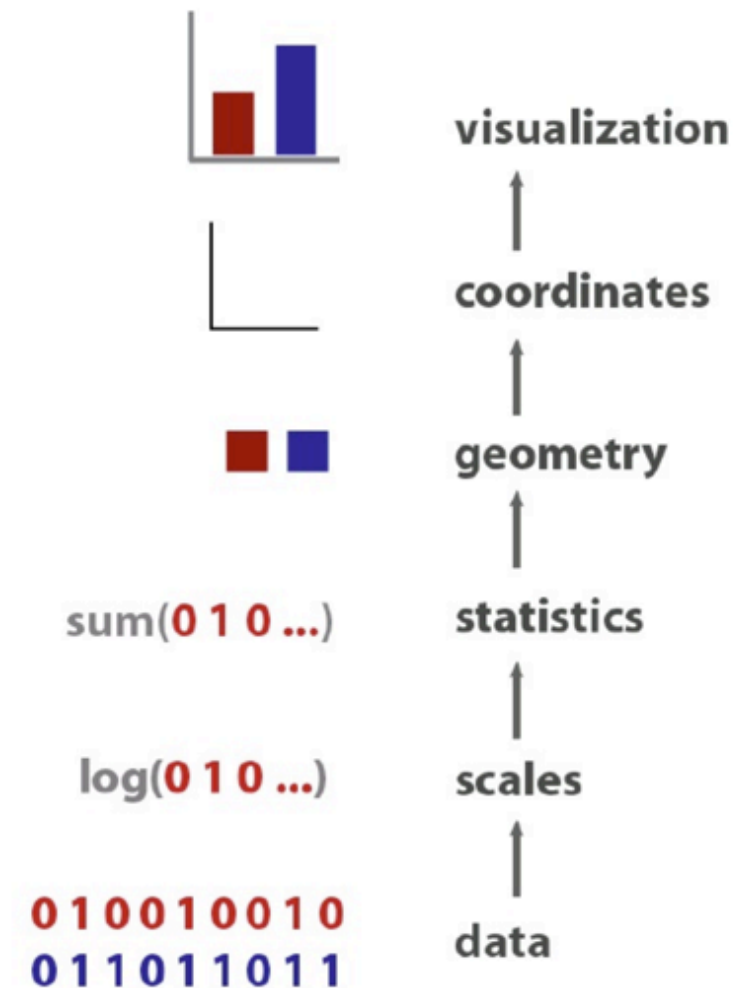 visualization
coordinates
geometry
sum(0 1 0 ...) statistics
log(0 1 0 ...) scales
0 1 0 0 1 0 0 1 0
data
0 1 1 0 1 1 0 1 1